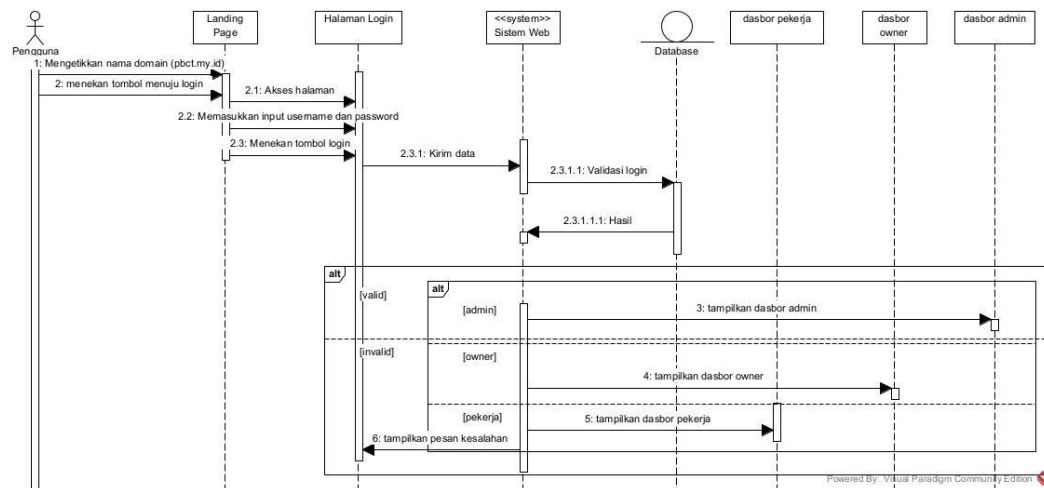 Pengguna
Landing
Page
Halaman Login
<<system>>
Sistem Web
Database
dasbor pekerja
dasbor
owner
dasbor admin
1: Mengetikkan nama domain (pbct.my.id)
2: menekan tombol menuju login
2.1: Akses halaman
2.2: Memasukkan input username dan password
2.3: Menekan tombol login
2.3.1: Kirim data
2.3.1.1: Validasi login
2.3.1.1.1: Hasil
alt
[valid]
alt
[admin]
3: tampilkan dasbor admin
[invalid]
[owner]
4: tampilkan dasbor owner
[pekerja]
5: tampilkan dasbor pekerja
6: tampilkan pesan kesalahan
Powered By: Visual Paradigm Community Edition